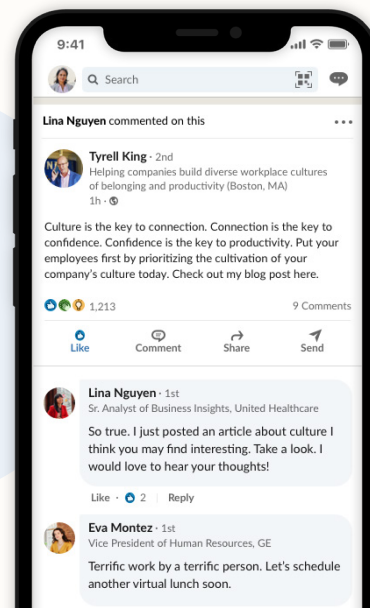 9:41
Search
Lina Nguyen commented on this
Tyrell King · 2nd
Helping companies build diverse workplace cultures
of belonging and productivity (Boston, MA)
1h ·
Culture is the key to connection. Connection is the key to
confidence. Confidence is the key to productivity. Put your
employees first by prioritizing the cultivation of your
company's culture today. Check out my blog post here.
1,213 9 Comments
Like Comment Share Send
Lina Nguyen · 1st
Sr. Analyst of Business Insights, United Healthcare
So true. I just posted an article about culture I
think you may find interesting. Take a look. I
would love to hear your thoughts!
Like · 2 | Reply
Eva Montez · 1st
Vice President of Human Resources, GE
Terrific work by a terrific person. Let's schedule
another virtual lunch soon.